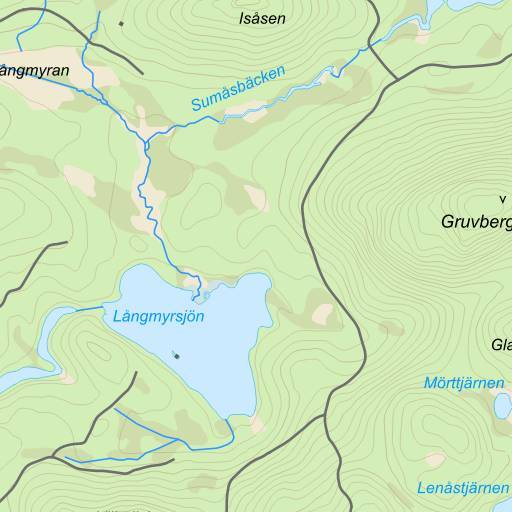 Isåsen
ångmyran
Sumåsbäcken
Gruvberg
Långmyrsjön
Gla
Mörttjärnen
Lenåstjärnen